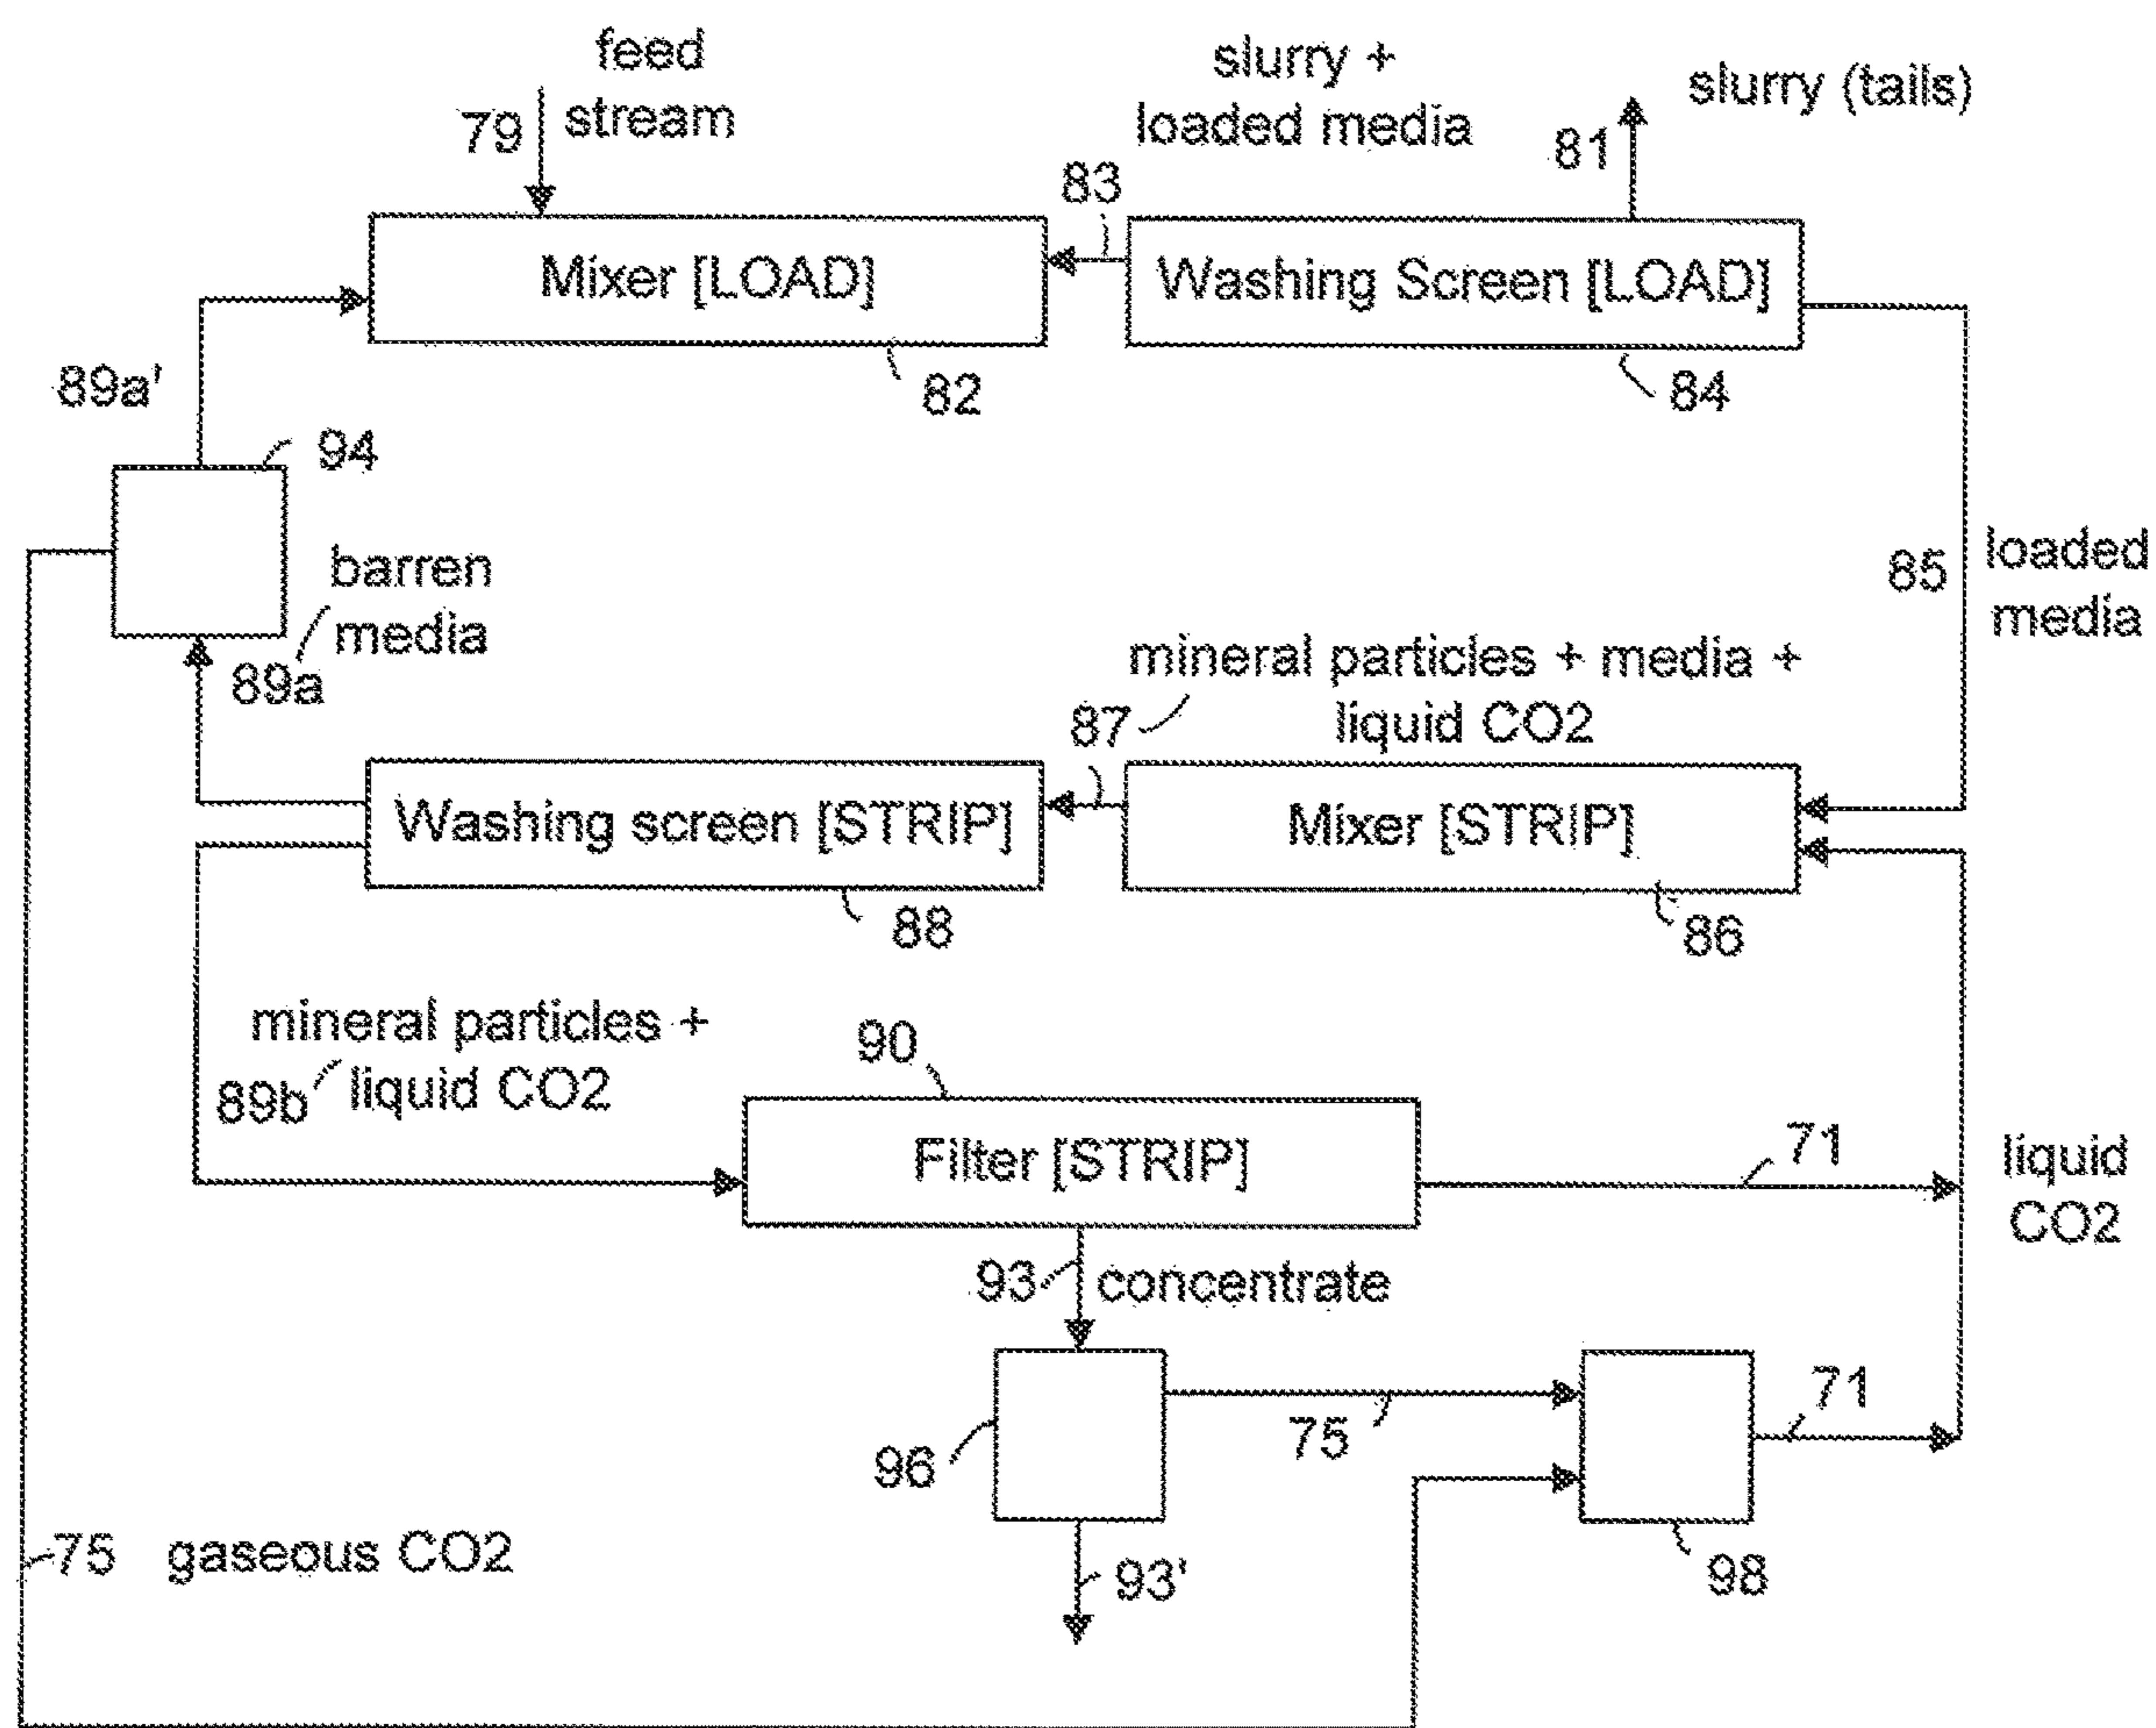 feed
stream
79
slurry +
loaded media
83
slurry (tails)
81
Mixer [LOAD]
82
Washing Screen [LOAD]
84
89a'
94
barren
media
89a
85
loaded
media
mineral particles + media +
liquid CO2
87
Washing screen [STRIP]
88
Mixer [STRIP]
86
mineral particles +
liquid CO2
89b
90
Filter [STRIP]
71
liquid
CO2
93
concentrate
96
75
71
98
93'
75
gaseous CO2